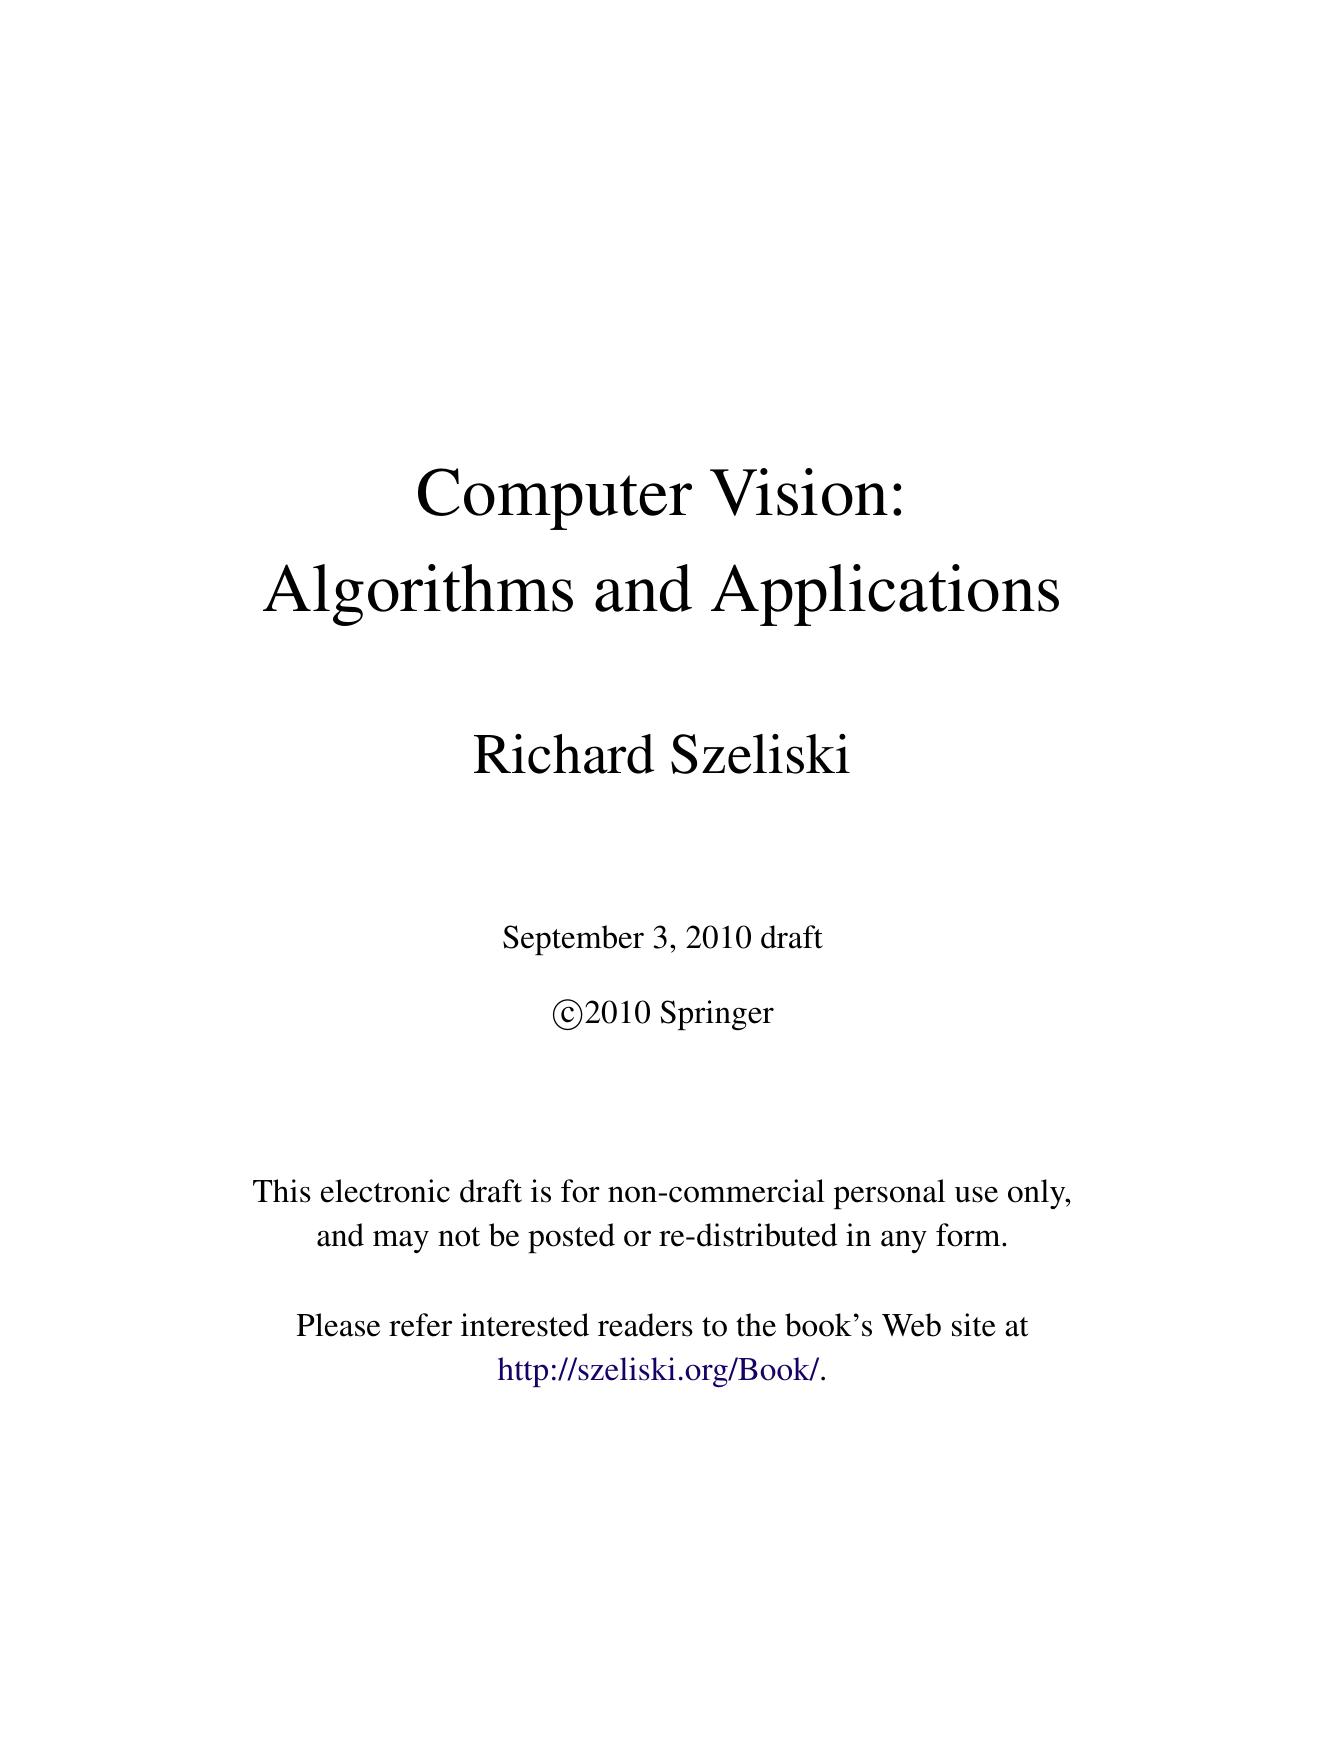 Computer Vision:
Algorithms and Applications
Richard Szeliski
September 3, 2010 draft
©2010 Springer
This electronic draft is for non-commercial personal use only,
and may not be posted or re-distributed in any form.
Please refer interested readers to the book’s Web site at
http://szeliski.org/Book/.